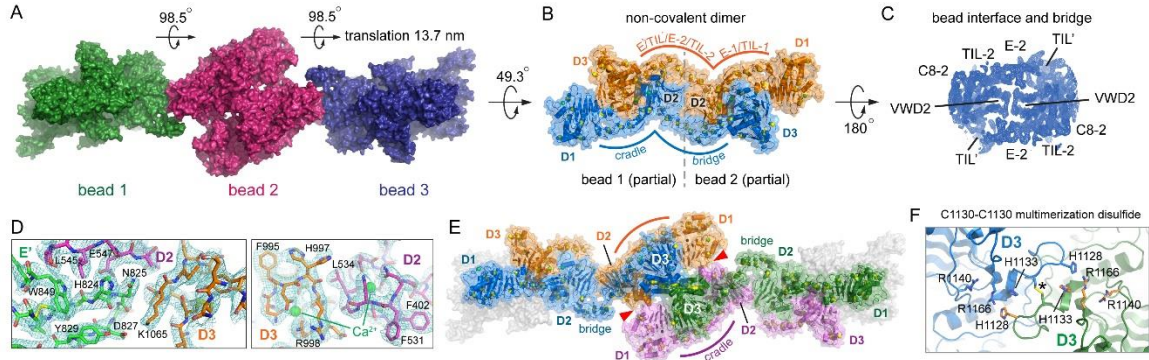 A
98.5°
98.5°
translation 13.7 nm
bead 1
bead 2
bead 3
49.3°
B
non-covalent dimer
E/TIL'/E-2/TIL-2
E-1/TIL-1
D1
D3
D2
D2
D1
D3
cradle
bridge
bead 1 (partial)
bead 2 (partial)
180°
C
bead interface and bridge
TIL'
E-2
TIL-2
C8-2
VWD2
VWD2
C8-2
TIL'
E-2
TIL-2
D
E'
L545
E547
D2
N825
H824
W849
Y829
D827
K1065
D3
F995
H997
L534
D2
Ca²⁺
F402
F531
R998
D3
E
D3
D1
D2
D1
D3
bridge
D2
D2
bridge
D3
D2
D1
D1
cradle
D3
F
C1130-C1130 multimerization disulfide
D3
H1133
H1128
R1140
R1166
R1166
*
R1140
H1128
H1133
D3